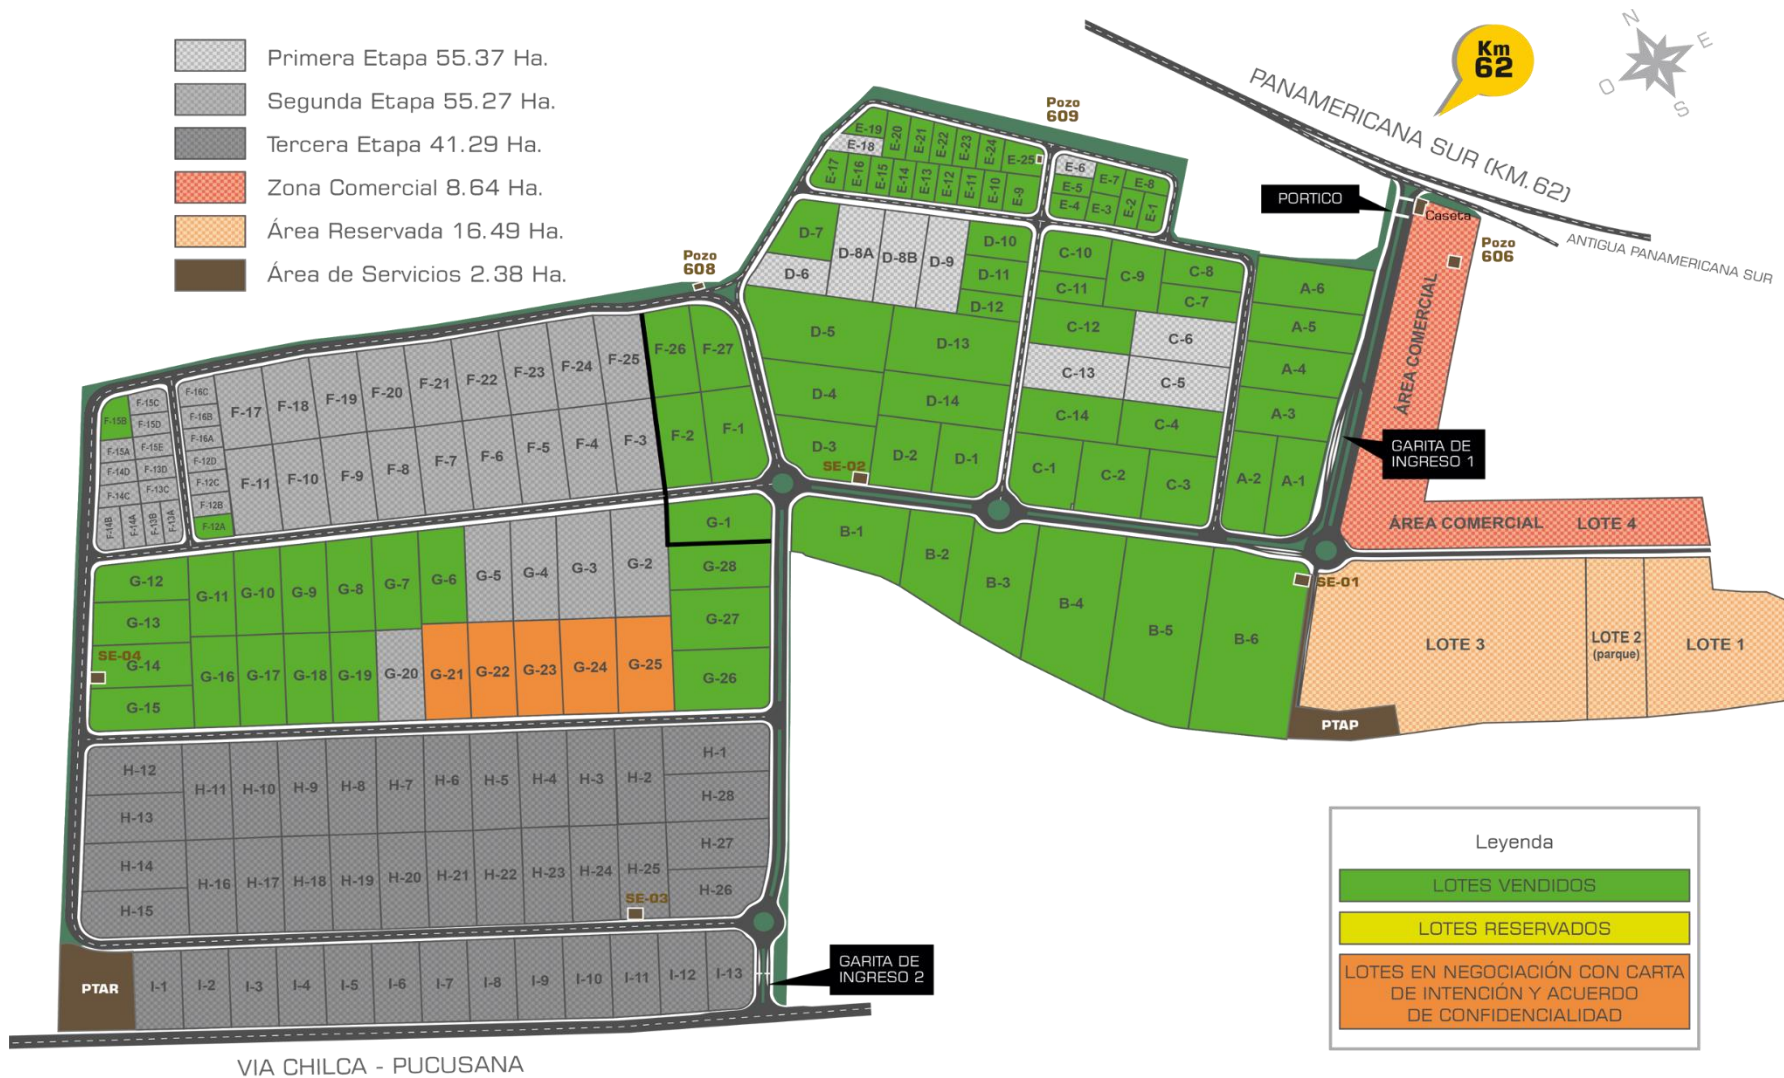 Primera Etapa 55.37 Ha.
Segunda Etapa 55.27 Ha.
Tercera Etapa 41.29 Ha.
Zona Comercial 8.64 Ha.
Área Reservada 16.49 Ha.
Área de Servicios 2.38 Ha.
Km
62
N
E
O
S
PANAMERICANA SUR (KM. 62)
ANTIGUA PANAMERICANA SUR
PORTICO
Caseta
Pozo
606
Pozo
609
Pozo
608
E-19
E-20
E-21
E-22
E-23
E-24
E-25
E-18
E-17
E-16
E-15
E-14
E-13
E-12
E-11
E-10
E-9
E-6
E-7
E-8
E-5
E-4
E-3
E-2
E-1
D-7
D-8A
D-8B
D-9
D-10
D-6
D-11
D-12
D-5
D-13
D-4
D-14
D-3
D-2
D-1
SE-02
C-10
C-9
C-8
C-11
C-7
C-12
C-6
C-13
C-5
C-14
C-4
C-1
C-2
C-3
A-6
A-5
A-4
A-3
A-2
A-1
ÁREA COMERCIAL
GARITA DE
INGRESO 1
ÁREA COMERCIAL LOTE 4
SE-01
LOTE 3
LOTE 2
(parque)
LOTE 1
PTAP
B-1
B-2
B-3
B-4
B-5
B-6
F-15B
F-15C
F-15D
F-15A
F-15E
F-14D
F-13D
F-14C
F-13C
F-14B
F-14A
F-13B
F-13A
F-16C
F-16B
F-16A
F-12D
F-12C
F-12B
F-12A
F-17
F-18
F-19
F-20
F-21
F-22
F-23
F-24
F-25
F-26
F-27
F-11
F-10
F-9
F-8
F-7
F-6
F-5
F-4
F-3
F-2
F-1
G-12
G-11
G-10
G-9
G-8
G-7
G-6
G-5
G-4
G-3
G-2
G-1
G-28
G-13
G-27
SE-04
G-14
G-16
G-17
G-18
G-19
G-20
G-21
G-22
G-23
G-24
G-25
G-26
G-15
H-12
H-11
H-10
H-9
H-8
H-7
H-6
H-5
H-4
H-3
H-2
H-1
H-28
H-13
H-27
H-14
H-16
H-17
H-18
H-19
H-20
H-21
H-22
H-23
H-24
H-25
H-26
H-15
SE-03
PTAR
I-1
I-2
I-3
I-4
I-5
I-6
I-7
I-8
I-9
I-10
I-11
I-12
I-13
GARITA DE
INGRESO 2
VIA CHILCA - PUCUSANA
Leyenda
LOTES VENDIDOS
LOTES RESERVADOS
LOTES EN NEGOCIACIÓN CON CARTA
DE INTENCIÓN Y ACUERDO
DE CONFIDENCIALIDAD